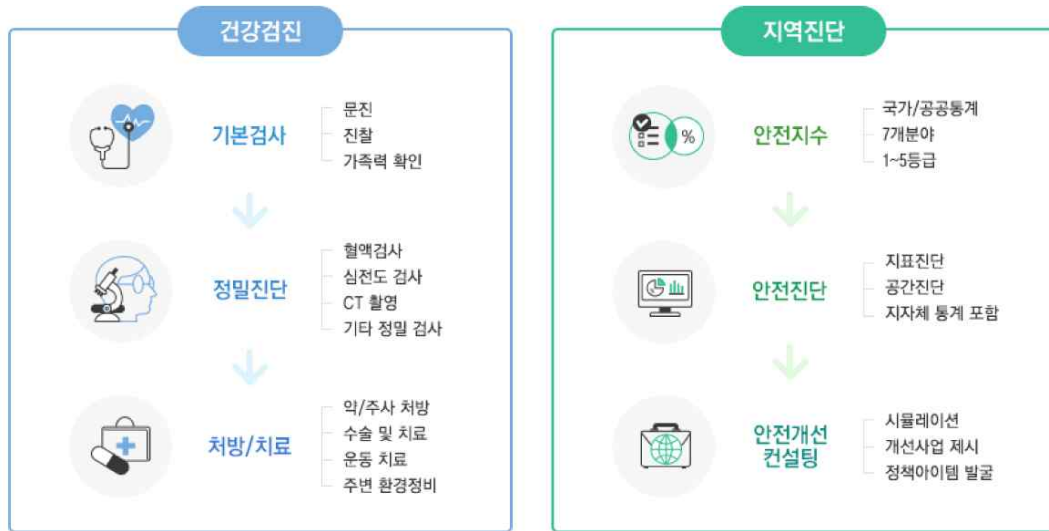 건강검진
기본검사
문진
진찰
가족력 확인
정밀진단
혈액검사
심전도 검사
CT 촬영
기타 정밀 검사
처방/치료
약/주사 처방
수술 및 치료
운동 치료
주변 환경정비
지역진단
%
안전지수
국가/공공통계
7개분야
1~5등급
안전진단
지표진단
공간진단
지자체 통계 포함
안전개선
컨설팅
시뮬레이션
개선사업 제시
정책아이템 발굴